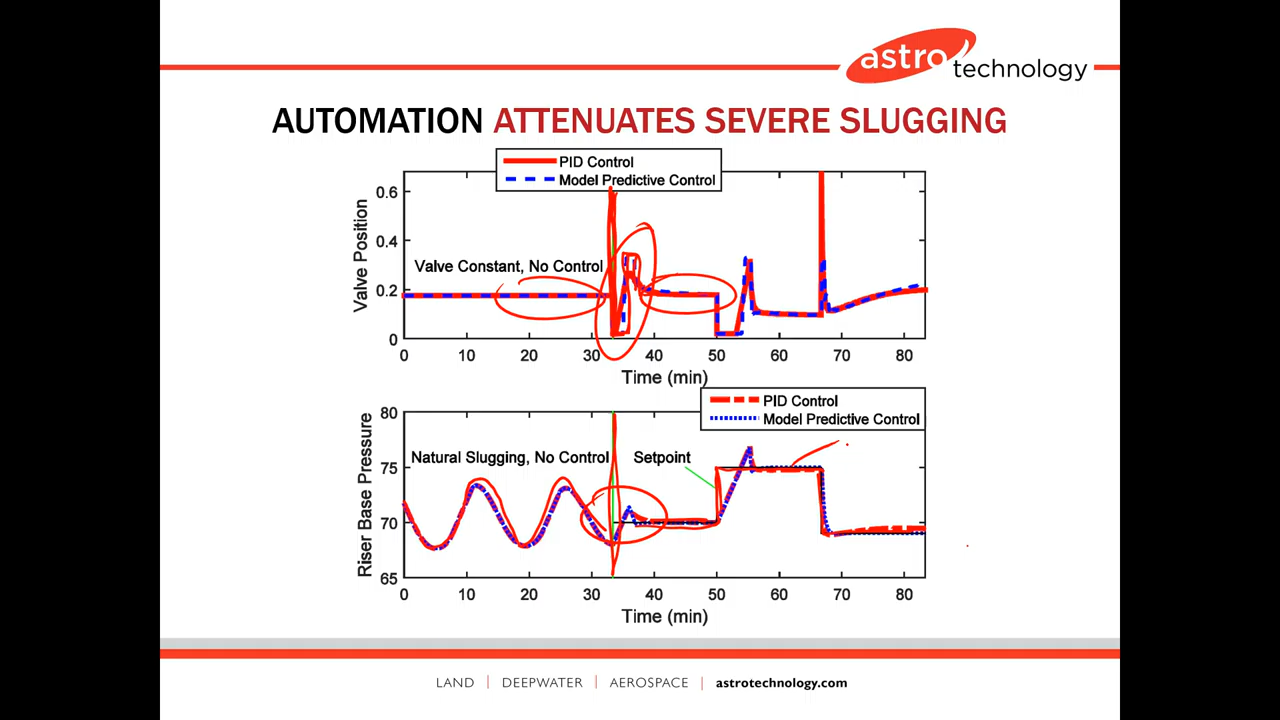 astro technology
AUTOMATION ATTENUATES SEVERE SLUGGING
PID Control
Model Predictive Control
Valve Position
0.6
0.4
0.2
0
Valve Constant, No Control
0 10 20 30 40 50 60 70 80
Time (min)
PID Control
Model Predictive Control
Riser Base Pressure
80
75
70
65
Natural Slugging, No Control
Setpoint
0 10 20 30 40 50 60 70 80
Time (min)
LAND | DEEPWATER | AEROSPACE | astrotechnology.com